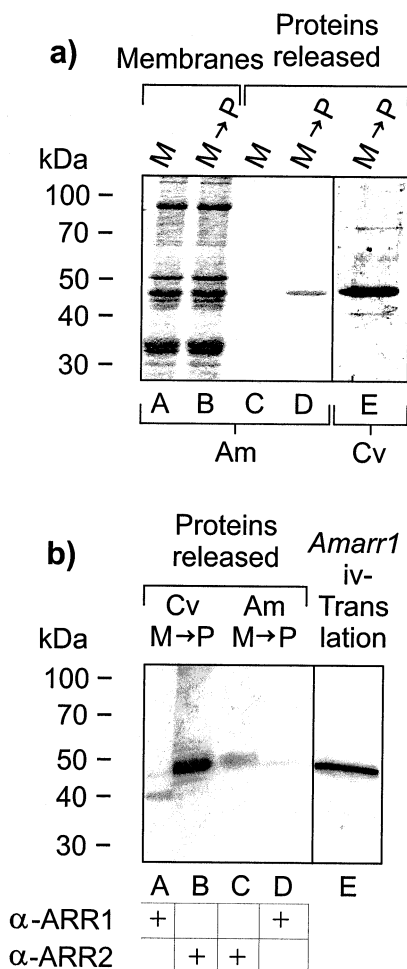 a)
Proteins
released
Membranes
M M→P M M→P M→P
kDa
100
70
50
40
30
A B C D E
Am Cv
b)
Proteins
released
Amarr1
iv-
Trans
lation
Cv Am
M→P M→P
kDa
100
70
50
40
30
A B C D E
α-ARR1 + +
α-ARR2 + +